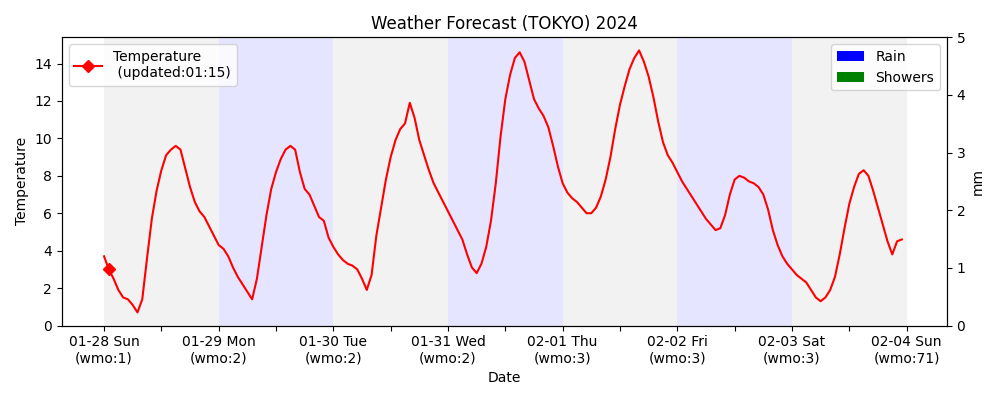 Weather Forecast (TOKYO) 2024
Temperature
(updated:01:15)
Rain
Showers
Temperature
14
12
10
8
6
4
2
0
5
4
3
2
1
0
mm
01-28 Sun
(wmo:1)
01-29 Mon
(wmo:2)
01-30 Tue
(wmo:2)
01-31 Wed
(wmo:2)
02-01 Thu
(wmo:3)
02-02 Fri
(wmo:3)
02-03 Sat
(wmo:3)
02-04 Sun
(wmo:71)
Date